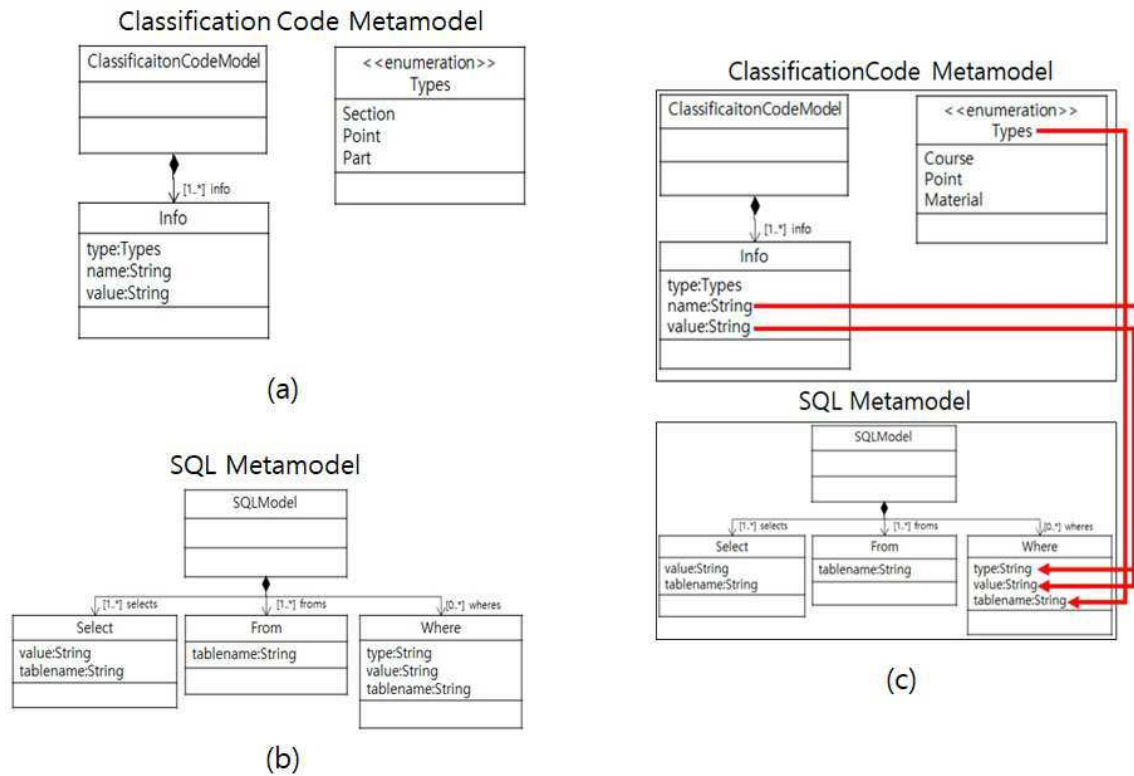 Classification Code Metamodel
ClassificaitonCodeModel
<<enumeration>>
Types
Section
Point
Part
[1..*] info
Info
type:Types
name:String
value:String
(a)
SQL Metamodel
SQLModel
[1..*] selects
[1..*] froms
[0..*] wheres
Select
value:String
tablename:String
From
tablename:String
Where
type:String
value:String
tablename:String
(b)
ClassificationCode Metamodel
ClassificaitonCodeModel
<<enumeration>>
Types
Course
Point
Material
[1..*] info
Info
type:Types
name:String
value:String
SQL Metamodel
SQLModel
[1..*] selects
[1..*] froms
[0..*] wheres
Select
value:String
tablename:String
From
tablename:String
Where
type:String
value:String
tablename:String
(c)